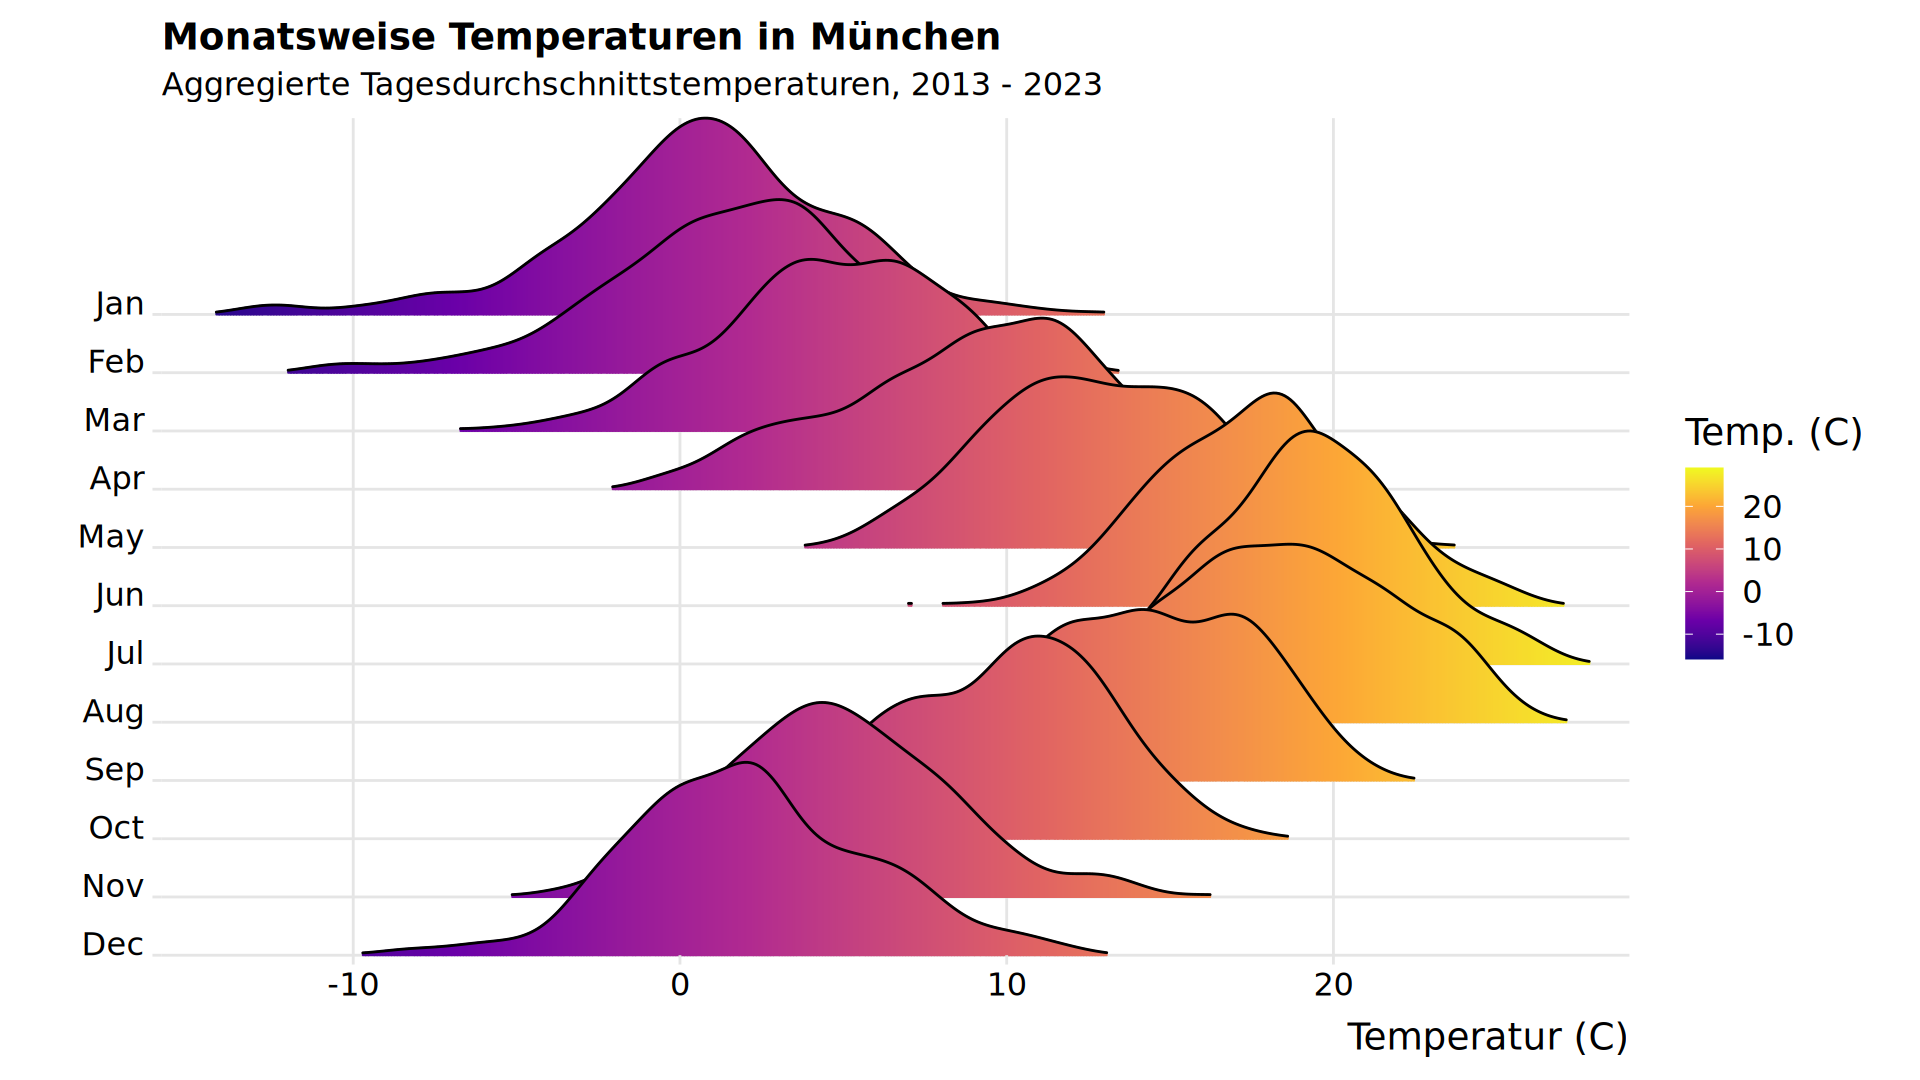 Monatsweise Temperaturen in München
Aggregierte Tagesdurchschnittstemperaturen, 2013 - 2023
Jan
Feb
Mar
Apr
May
Jun
Jul
Aug
Sep
Oct
Nov
Dec
-10 0 10 20
Temperatur (C)
Temp. (C)
20
10
0
-10